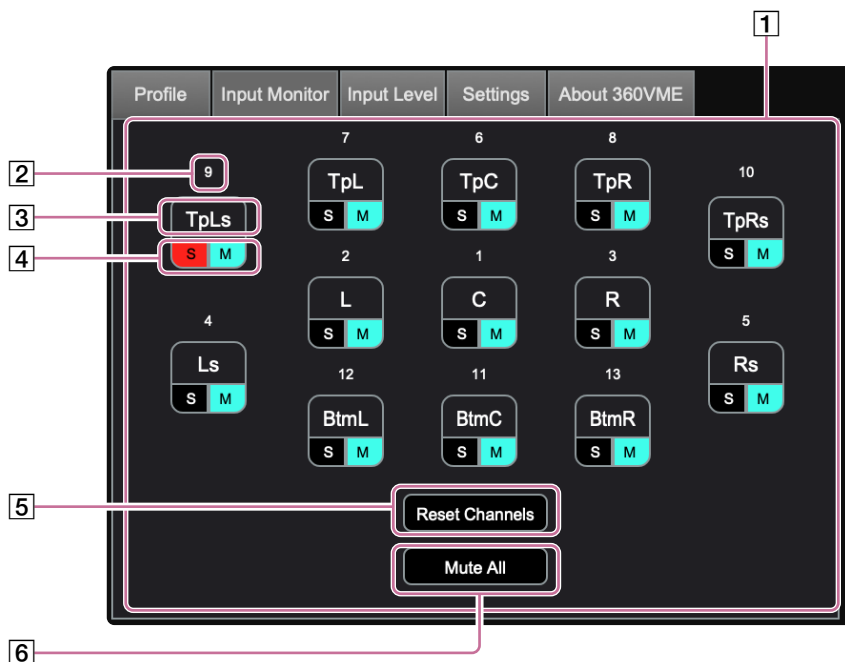 1
Profile Input Monitor Input Level Settings About 360VME
7 6 8
2 9 10
TpL TpC TpR
3 TpLs S M S M S M TpRs
4 S M S M
2 1 3
L C R
4 S M S M S M 5
Ls Rs
12 11 13
S M S M
BtmL BtmC BtmR
S M S M S M
5 Reset Channels
Mute All
6